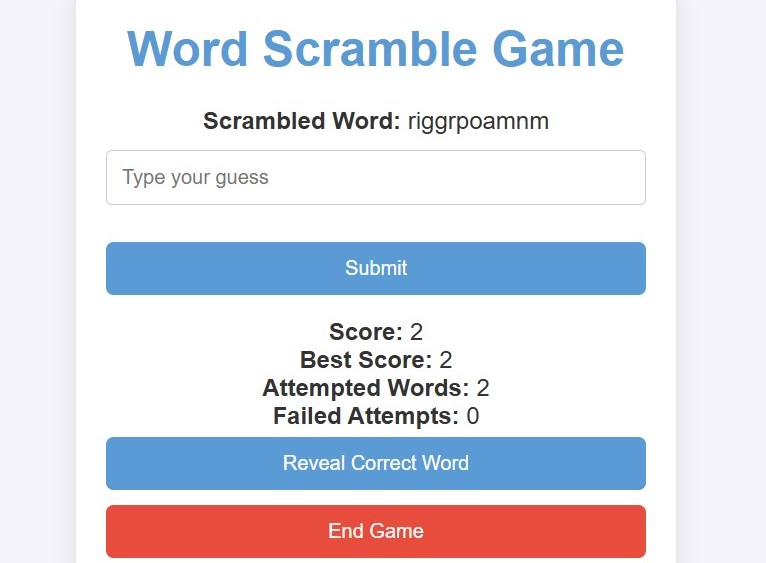 Word Scramble Game
Scrambled Word: riggrpoamnm
Type your guess
Submit
Score: 2
Best Score: 2
Attempted Words: 2
Failed Attempts: 0
Reveal Correct Word
End Game